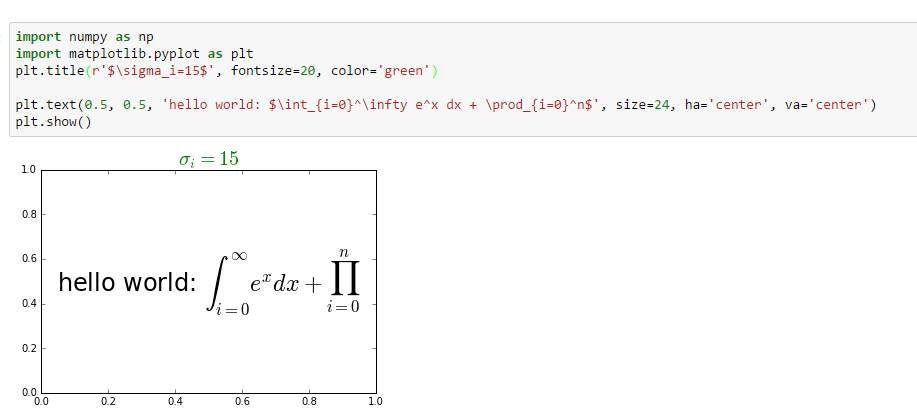 import numpy as np
import matplotlib.pyplot as plt
plt.title(r'$\sigma_i=15$', fontsize=20, color='green')
plt.text(0.5, 0.5, 'hello world: $\int_{i=0}^\infty e^x dx + \prod_{i=0}^n$', size=24, ha='center', va='center')
plt.show()
σᵢ = 15
1.0
0.8
0.6
hello world: ∫_{i=0}^∞ eˣ dx + ∏_{i=0}^n
0.4
0.2
0.0
0.0 0.2 0.4 0.6 0.8 1.0